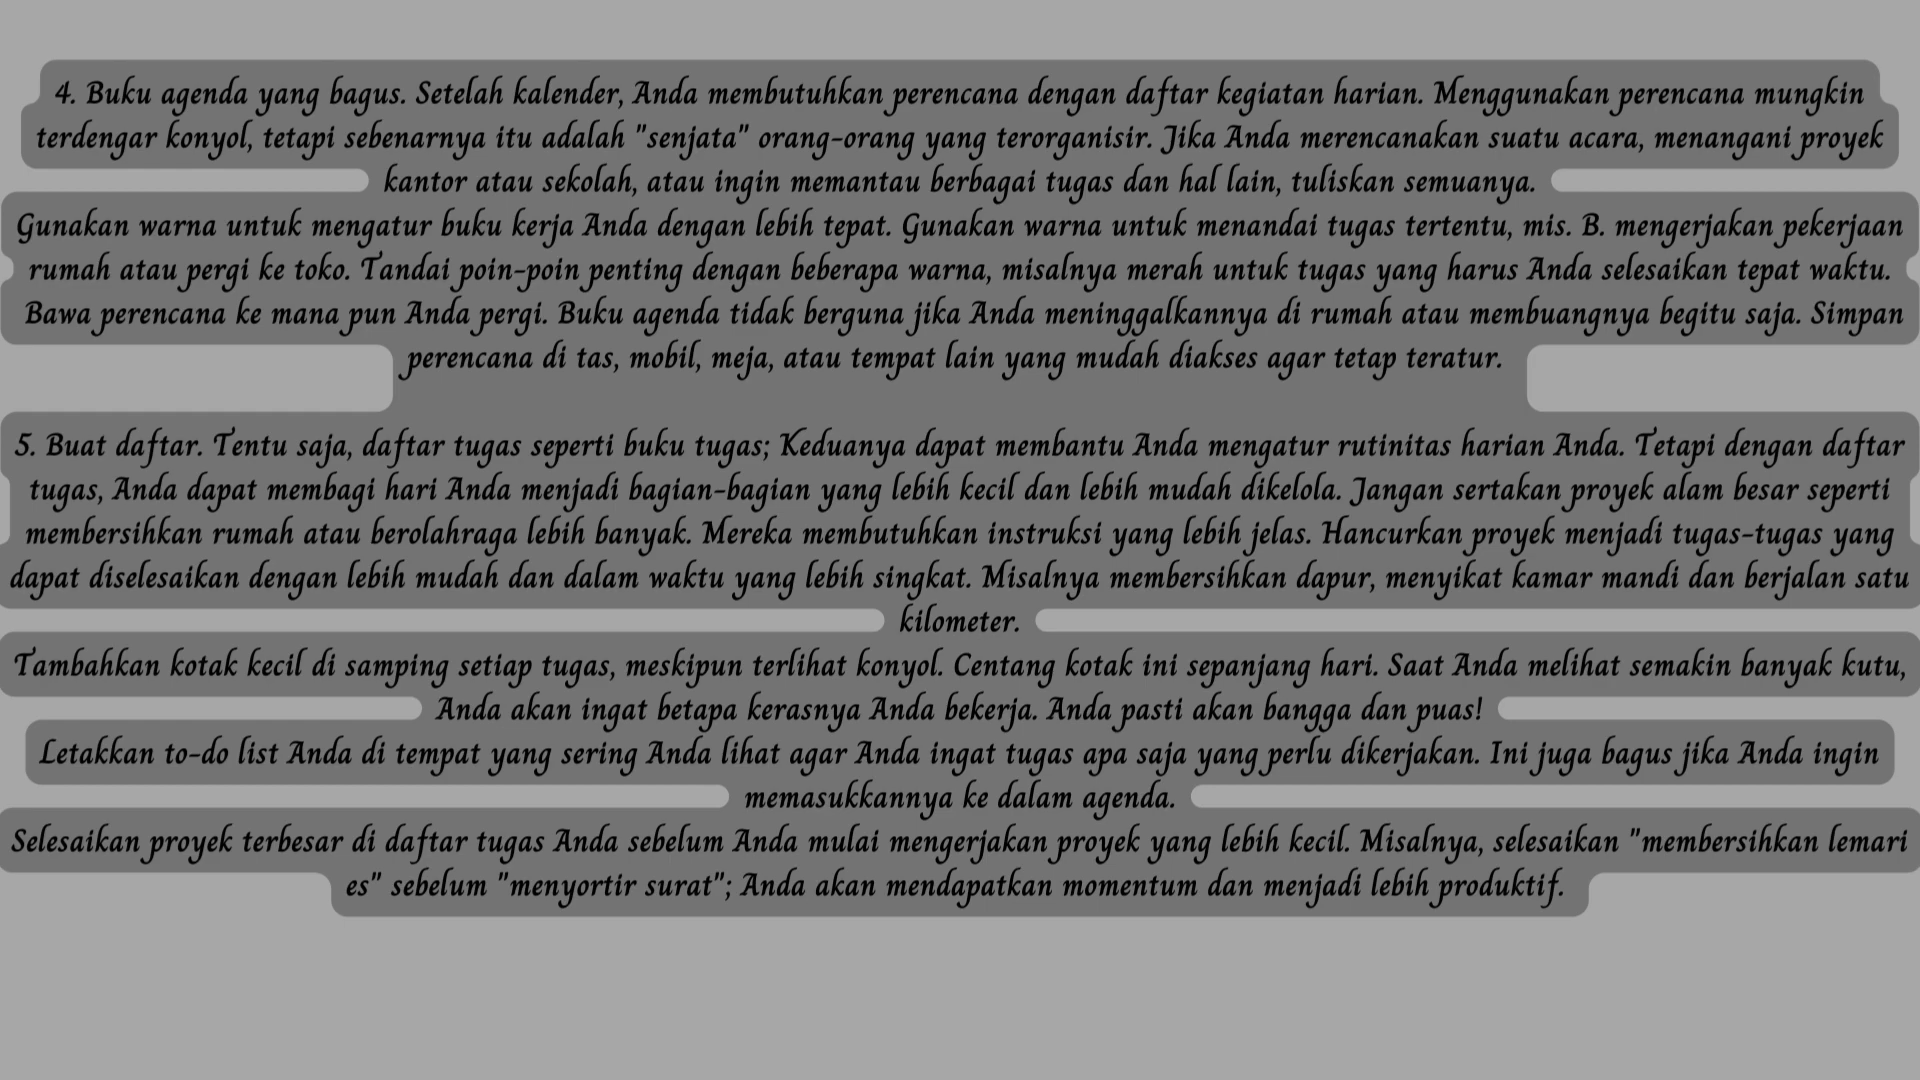 4. Buku agenda yang bagus. Setelah kalender, Anda membutuhkan perencana dengan daftar kegiatan harian. Menggunakan perencana mungkin
terdengar konyol, tetapi sebenarnya itu adalah "senjata" orang-orang yang terorganisir. Jika Anda merencanakan suatu acara, menangani proyek
kantor atau sekolah, atau ingin memantau berbagai tugas dan hal lain, tuliskan semuanya.
Gunakan warna untuk mengatur buku kerja Anda dengan lebih tepat. Gunakan warna untuk menandai tugas tertentu, mis. B. mengerjakan pekerjaan
rumah atau pergi ke toko. Tandai poin-poin penting dengan beberapa warna, misalnya merah untuk tugas yang harus Anda selesaikan tepat waktu.
Bawa perencana ke mana pun Anda pergi. Buku agenda tidak berguna jika Anda meninggalkannya di rumah atau membuangnya begitu saja. Simpan
perencana di tas, mobil, meja, atau tempat lain yang mudah diakses agar tetap teratur.
5. Buat daftar. Tentu saja, daftar tugas seperti buku tugas; Keduanya dapat membantu Anda mengatur rutinitas harian Anda. Tetapi dengan daftar
tugas, Anda dapat membagi hari Anda menjadi bagian-bagian yang lebih kecil dan lebih mudah dikelola. Jangan sertakan proyek alam besar seperti
membersihkan rumah atau berolahraga lebih banyak. Mereka membutuhkan instruksi yang lebih jelas. Hancurkan proyek menjadi tugas-tugas yang
dapat diselesaikan dengan lebih mudah dan dalam waktu yang lebih singkat. Misalnya membersihkan dapur, menyikat kamar mandi dan berjalan satu
kilometer.
Tambahkan kotak kecil di samping setiap tugas, meskipun terlihat konyol. Centang kotak ini sepanjang hari. Saat Anda melihat semakin banyak kutu,
Anda akan ingat betapa kerasnya Anda bekerja. Anda pasti akan bangga dan puas!
Letakkan to-do list Anda di tempat yang sering Anda lihat agar Anda ingat tugas apa saja yang perlu dikerjakan. Ini juga bagus jika Anda ingin
memasukkannya ke dalam agenda.
Selesaikan proyek terbesar di daftar tugas Anda sebelum Anda mulai mengerjakan proyek yang lebih kecil. Misalnya, selesaikan "membersihkan lemari
es" sebelum "menyortir surat"; Anda akan mendapatkan momentum dan menjadi lebih produktif.